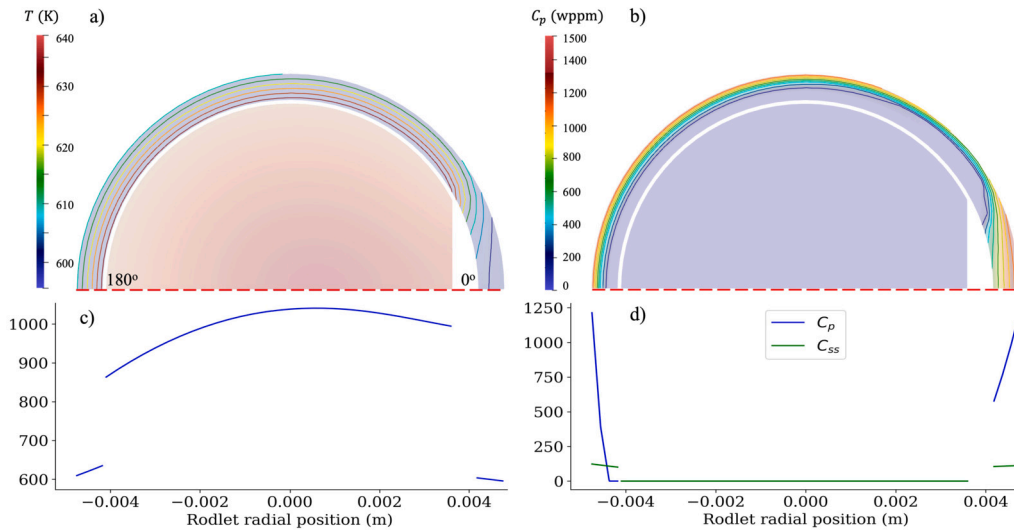 T (K)
a)
640
630
620
610
600
180º
0º
C_p (wppm)
b)
1500
1400
1200
1000
800
600
400
200
0
c)
1000
900
800
700
600
−0.004
−0.002
0.000
0.002
0.004
Rodlet radial position (m)
d)
1250
1000
750
500
250
0
C_p
C_ss
−0.004
−0.002
0.000
0.002
0.004
Rodlet radial position (m)